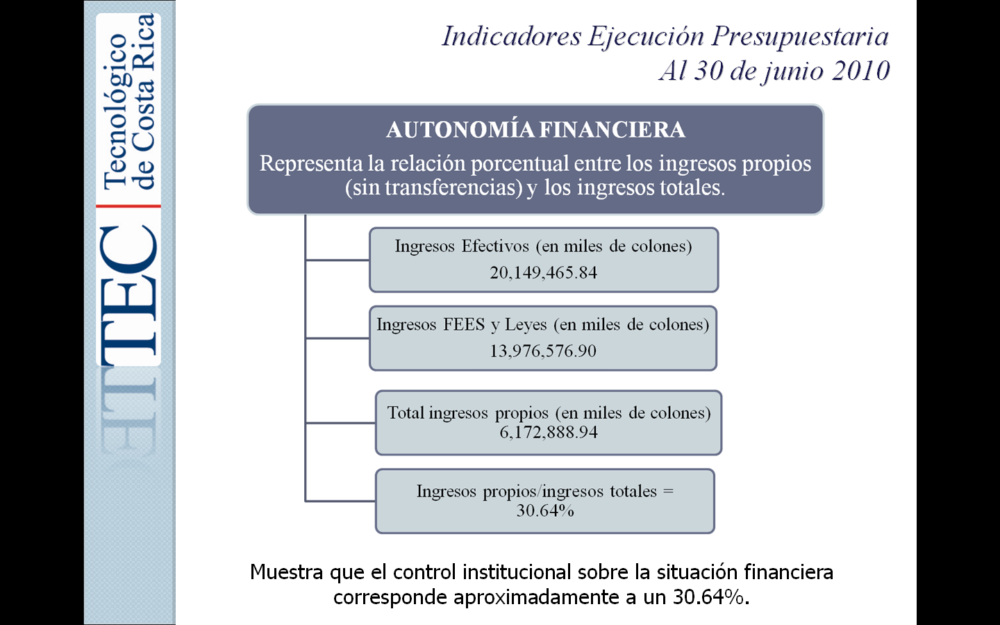 Tecnológico
de Costa Rica
TEC
Indicadores Ejecución Presupuestaria
Al 30 de junio 2010
AUTONOMÍA FINANCIERA
Representa la relación porcentual entre los ingresos propios
(sin transferencias) y los ingresos totales.
Ingresos Efectivos (en miles de colones)
20,149,465.84
Ingresos FEES y Leyes (en miles de colones)
13,976,576.90
Total ingresos propios (en miles de colones)
6,172,888.94
Ingresos propios/ingresos totales =
30.64%
Muestra que el control institucional sobre la situación financiera
corresponde aproximadamente a un 30.64%.